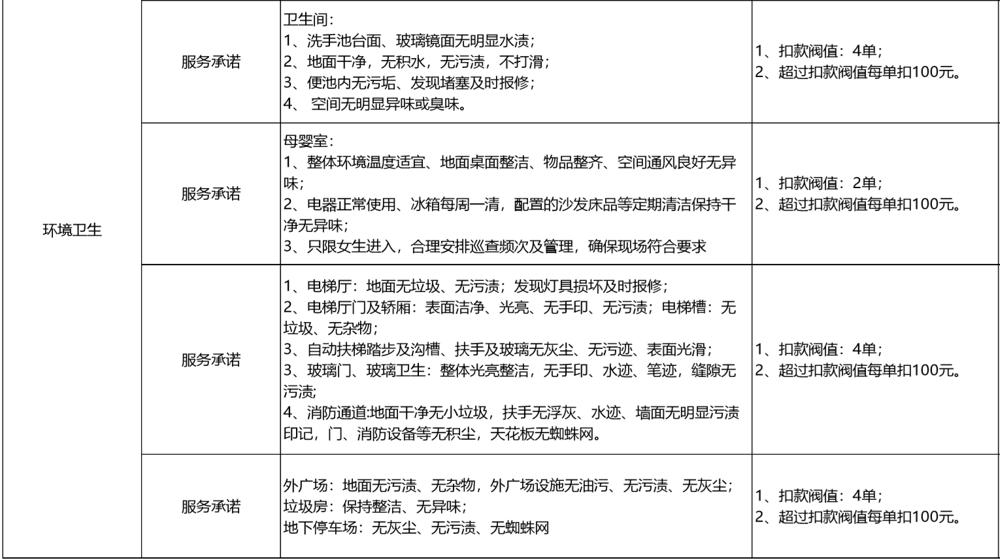 环境卫生
服务承诺
卫生间：
1、洗手池台面、玻璃镜面无明显水渍；
2、地面干净，无积水，无污渍，不打滑；
3、便池内无污垢、发现堵塞及时报修；
4、 空间无明显异味或臭味。
1、扣款阀值：4单；
2、超过扣款阀值每单扣100元。
服务承诺
母婴室：
1、整体环境温度适宜、地面桌面整洁、物品整齐、空间通风良好无异
味；
2、电器正常使用、冰箱每周一清，配置的沙发床品等定期清洁保持干
净无异味；
3、只限女生进入，合理安排巡查频次及管理，确保现场符合要求
1、扣款阀值：2单；
2、超过扣款阀值每单扣100元。
服务承诺
1、电梯厅：地面无垃圾、无污渍；发现灯具损坏及时报修；
2、电梯厅门及轿厢：表面洁净、光亮、无手印、无污渍；电梯槽：无
垃圾、无杂物；
3、自动扶梯踏步及沟槽、扶手及玻璃无灰尘、无污迹、表面光滑；
3、玻璃门、玻璃卫生：整体光亮整洁，无手印、水迹、笔迹，缝隙无
污渍;
4、消防通道:地面干净无小垃圾，扶手无浮灰、水迹、墙面无明显污渍
印记，门、消防设备等无积尘，天花板无蜘蛛网。
1、扣款阀值：4单；
2、超过扣款阀值每单扣100元。
服务承诺
外广场：地面无污渍、无杂物，外广场设施无油污、无污渍、无灰尘；
垃圾房：保持整洁、无异味；
地下停车场：无灰尘、无污渍、无蜘蛛网
1、扣款阀值：4单；
2、超过扣款阀值每单扣100元。